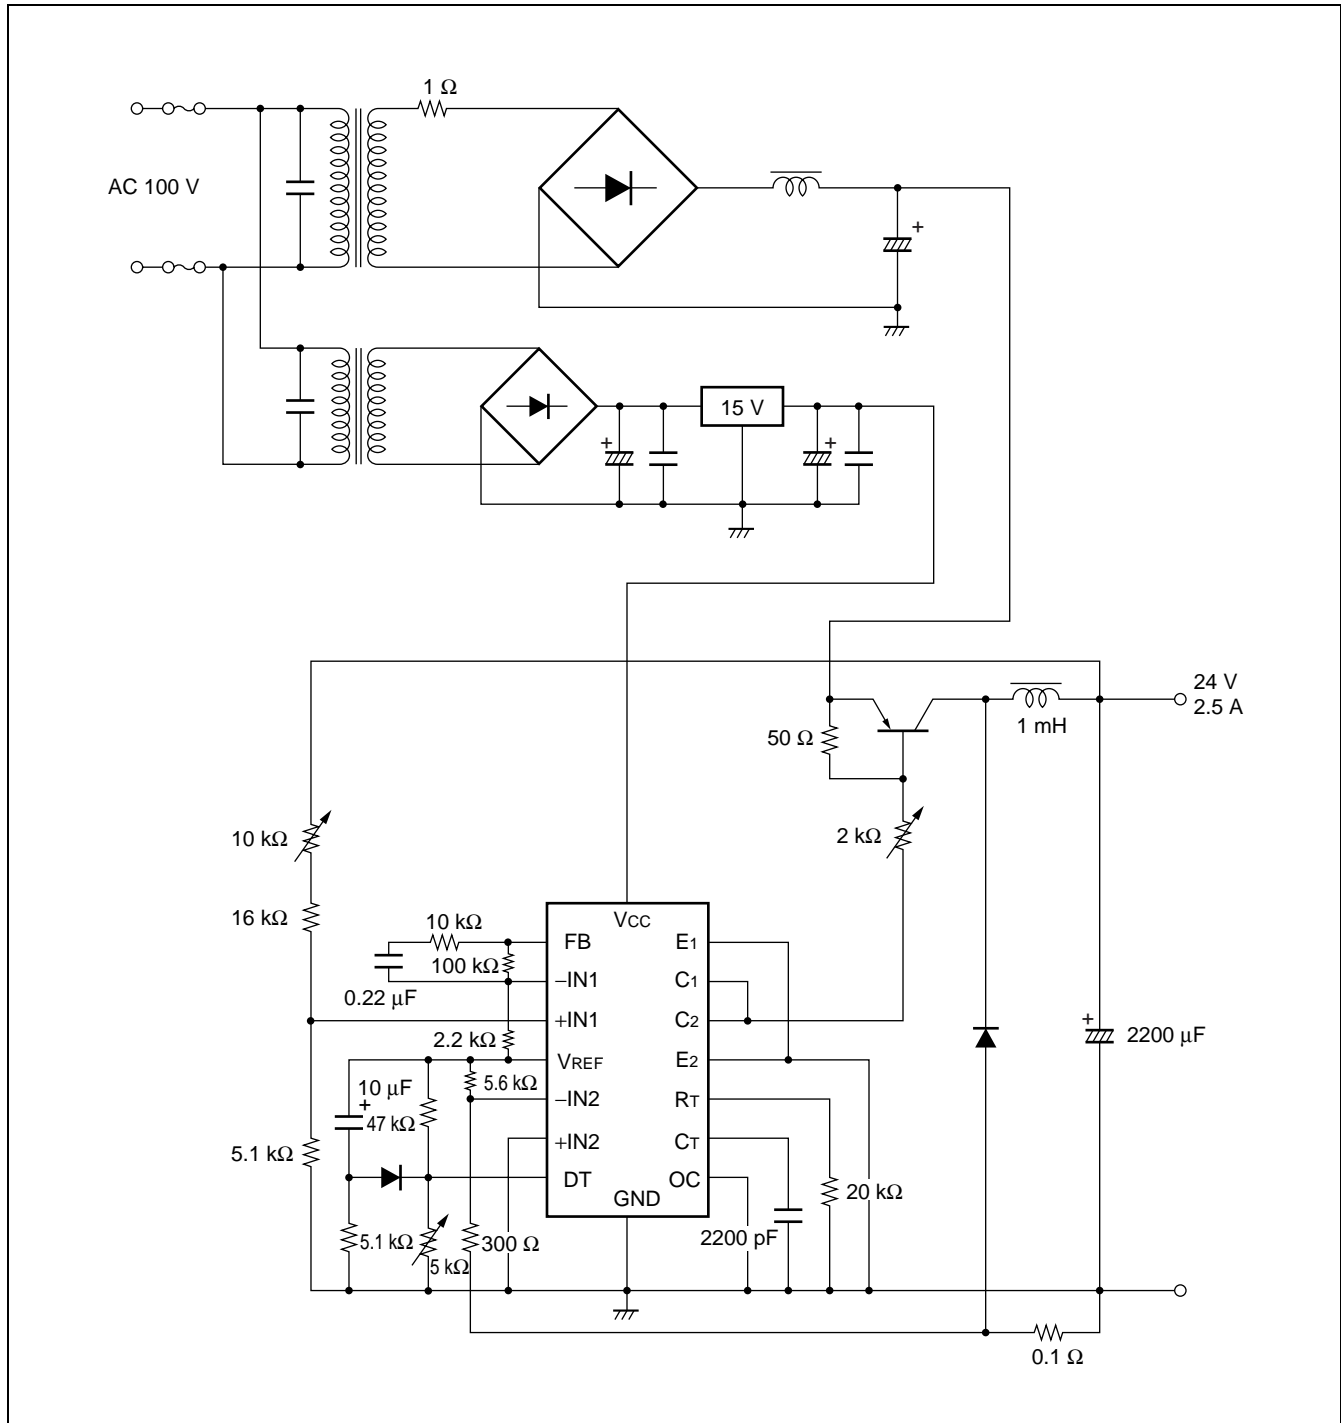 1 Ω
AC 100 V
15 V
24 V
2.5 A
50 Ω
1 mH
10 kΩ
2 kΩ
16 kΩ
VCC
10 kΩ
FB
E1
100 kΩ
–IN1
C1
0.22 µF
+IN1
C2
2.2 kΩ
2200 µF
VREF
E2
5.6 kΩ
10 µF
–IN2
RT
47 kΩ
+IN2
CT
5.1 kΩ
DT
OC
20 kΩ
GND
5.1 kΩ
300 Ω
2200 pF
5 kΩ
0.1 Ω
+
+
+
+
+